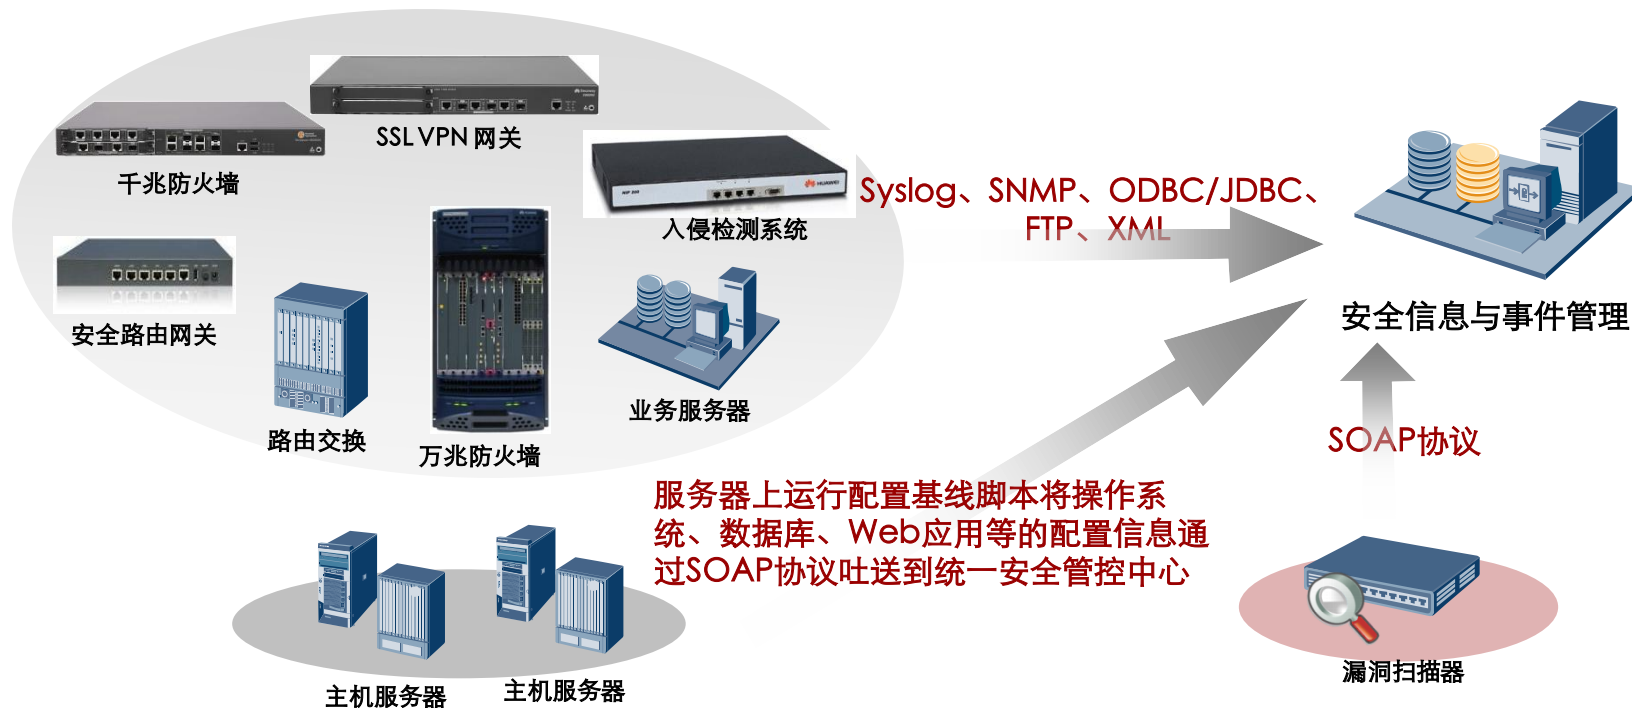 SSL VPN 网关
千兆防火墙
HUAWEI
入侵检测系统
Syslog、SNMP、ODBC/JDBC、
FTP、XML
安全信息与事件管理
安全路由网关
业务服务器
路由交换
万兆防火墙
SOAP协议
服务器上运行配置基线脚本将操作系
统、数据库、Web应用等的配置信息通
过SOAP协议吐送到统一安全管控中心
漏洞扫描器
主机服务器
主机服务器